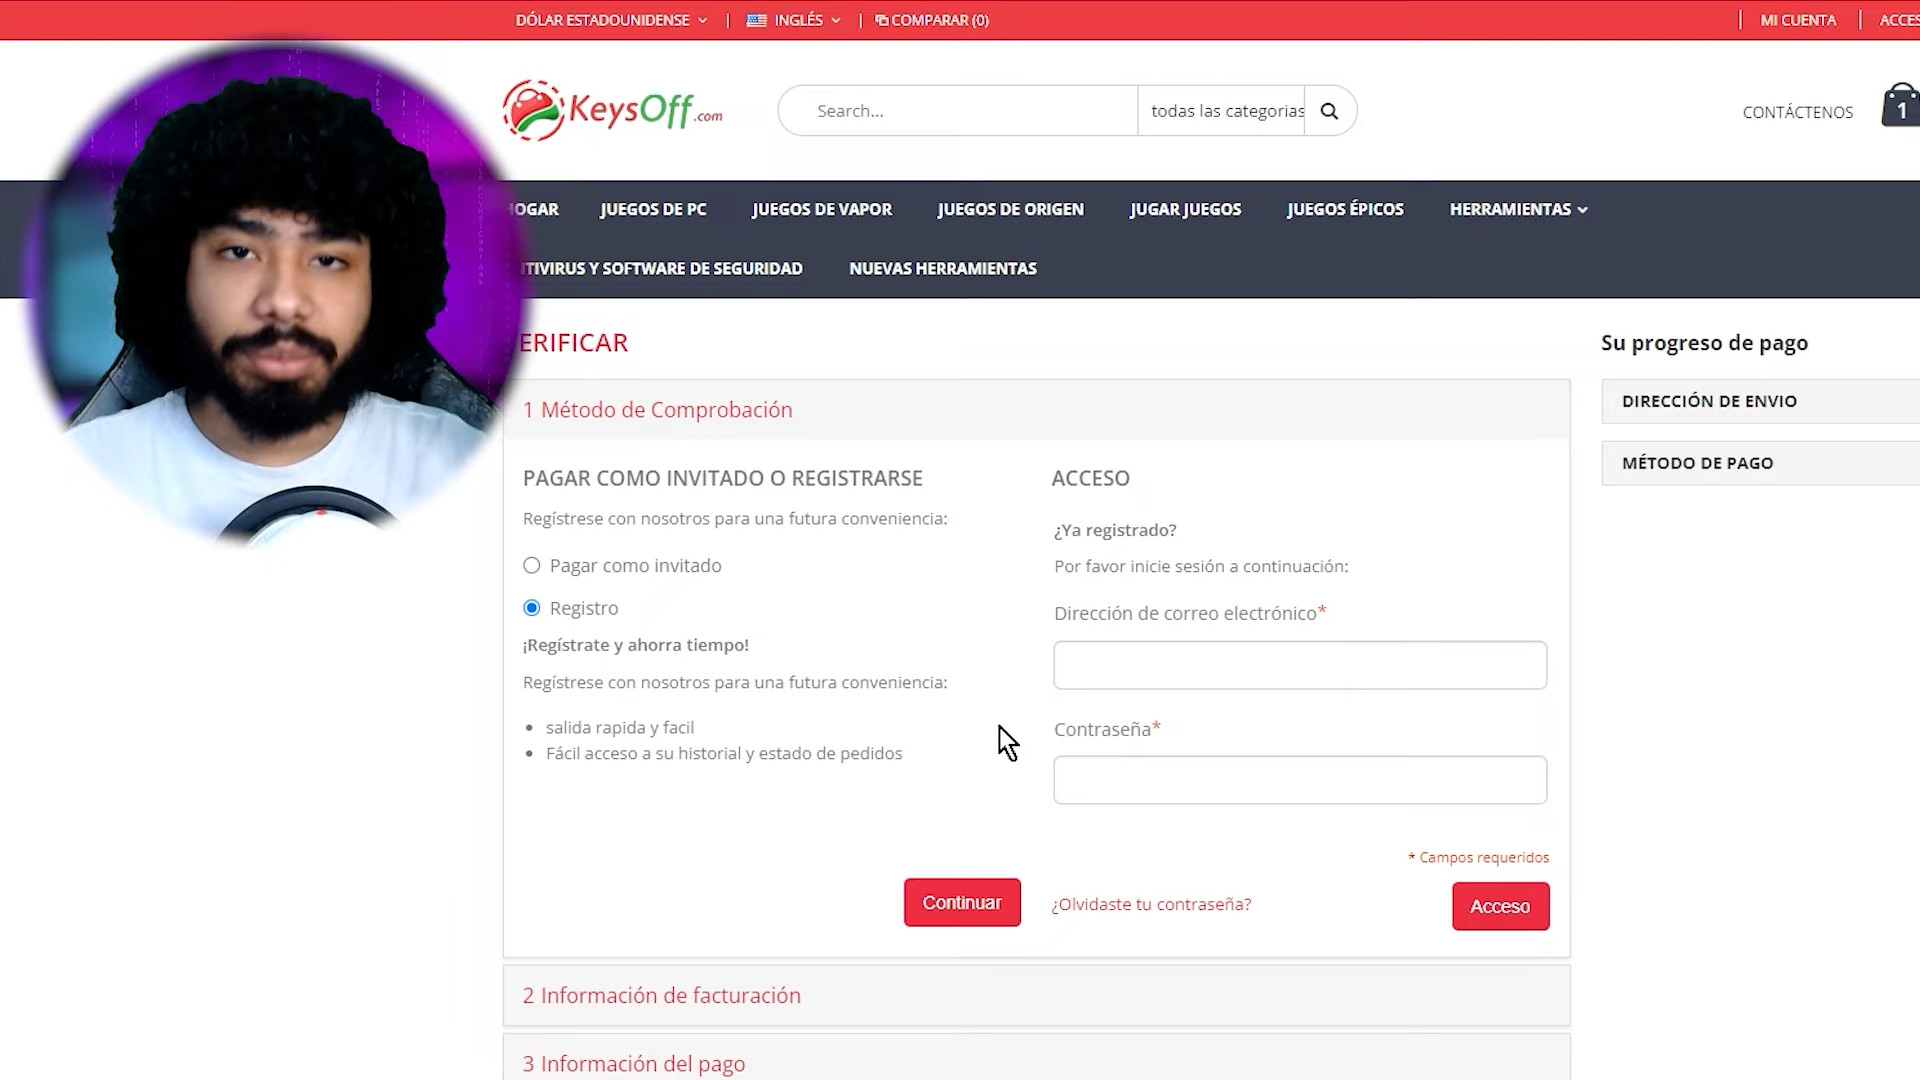 DÓLAR ESTADOUNIDENSE
INGLÉS
COMPARAR (0)
MI CUENTA
KeysOff.com
Search...
todas las categorias
CONTÁCTENOS
1
JUEGOS DE PC
JUEGOS DE VAPOR
JUEGOS DE ORIGEN
JUGAR JUEGOS
JUEGOS ÉPICOS
HERRAMIENTAS
Y SOFTWARE DE SEGURIDAD
NUEVAS HERRAMIENTAS
ERIFICAR
Su progreso de pago
1 Método de Comprobación
DIRECCIÓN DE ENVIO
MÉTODO DE PAGO
PAGAR COMO INVITADO O REGISTRARSE
Regístrese con nosotros para una futura conveniencia:
Pagar como invitado
Registro
¡Regístrate y ahorra tiempo!
Regístrese con nosotros para una futura conveniencia:
salida rapida y facil
Fácil acceso a su historial y estado de pedidos
Continuar
ACCESO
¿Ya registrado?
Por favor inicie sesión a continuación:
Dirección de correo electrónico*
Contraseña*
* Campos requeridos
¿Olvidaste tu contraseña?
Acceso
2 Información de facturación
3 Información del pago